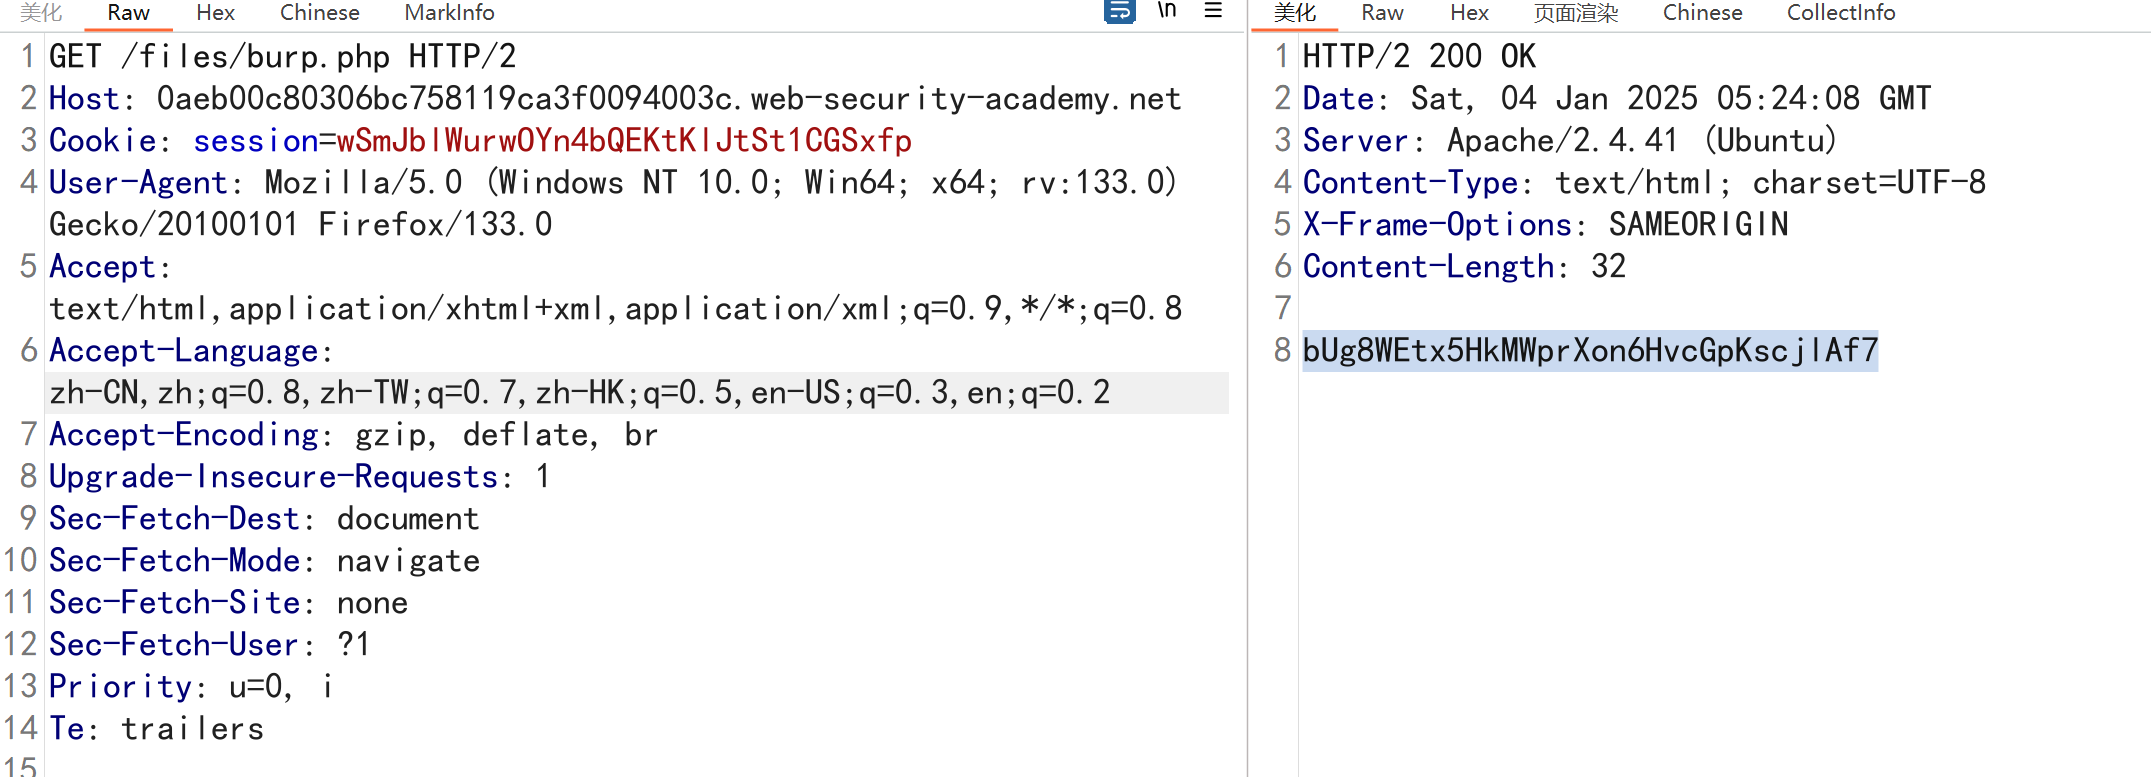 美化 Raw Hex Chinese MarkInfo \n
1 GET /files/burp.php HTTP/2
2 Host: 0aeb00c80306bc758119ca3f0094003c.web-security-academy.net
3 Cookie: session=wSmJblWurwOYn4bQEKtKlJtSt1CGSxfp
4 User-Agent: Mozilla/5.0 (Windows NT 10.0; Win64; x64; rv:133.0)
Gecko/20100101 Firefox/133.0
5 Accept:
text/html,application/xhtml+xml,application/xml;q=0.9,*/*;q=0.8
6 Accept-Language:
zh-CN,zh;q=0.8,zh-TW;q=0.7,zh-HK;q=0.5,en-US;q=0.3,en;q=0.2
7 Accept-Encoding: gzip, deflate, br
8 Upgrade-Insecure-Requests: 1
9 Sec-Fetch-Dest: document
10 Sec-Fetch-Mode: navigate
11 Sec-Fetch-Site: none
12 Sec-Fetch-User: ?1
13 Priority: u=0, i
14 Te: trailers
15
美化 Raw Hex 页面渲染 Chinese CollectInfo
1 HTTP/2 200 OK
2 Date: Sat, 04 Jan 2025 05:24:08 GMT
3 Server: Apache/2.4.41 (Ubuntu)
4 Content-Type: text/html; charset=UTF-8
5 X-Frame-Options: SAMEORIGIN
6 Content-Length: 32
7
8 bUg8WEtx5HkMWprXon6HvcGpKscjlAf7